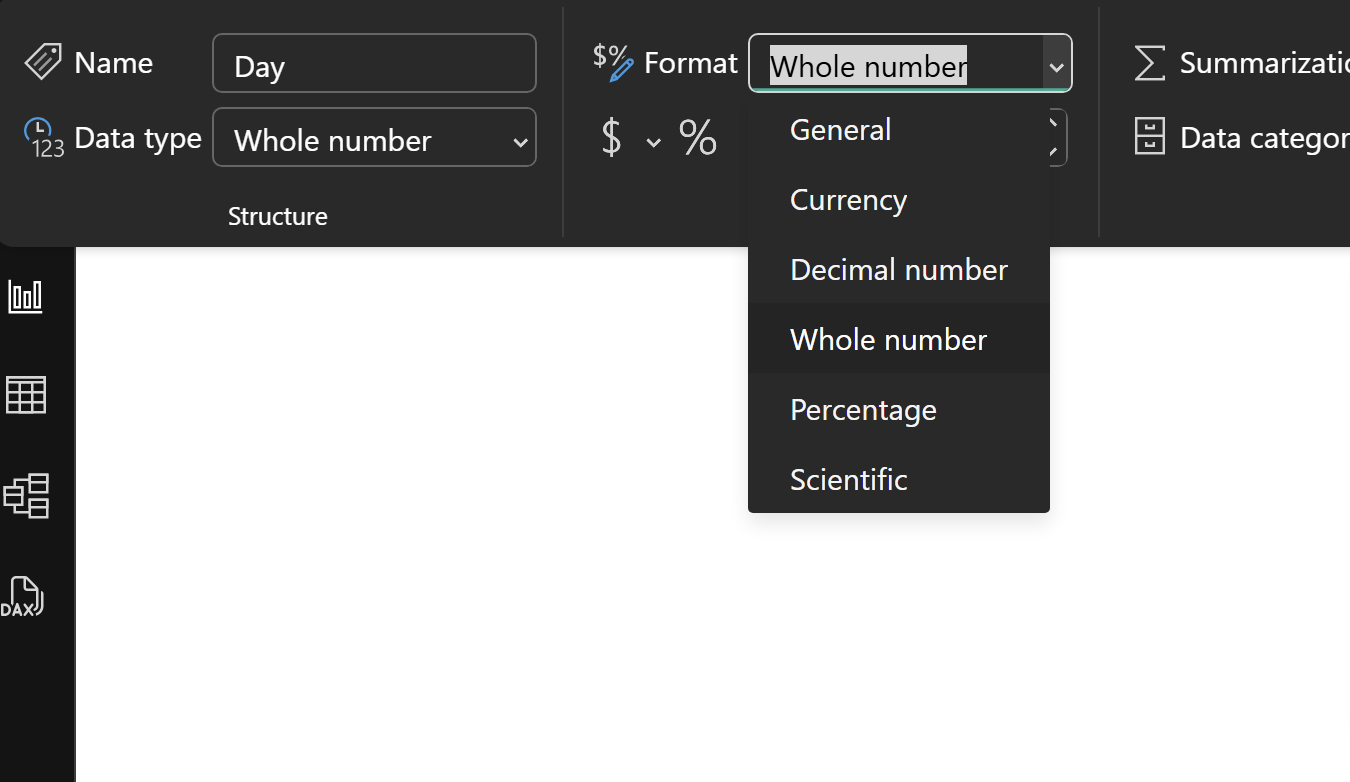 Name
Day
Data type
Whole number
Structure
$% Format
Whole number
$ %
General
Currency
Decimal number
Whole number
Percentage
Scientific
Summarizatio
Data categor
123
DAX